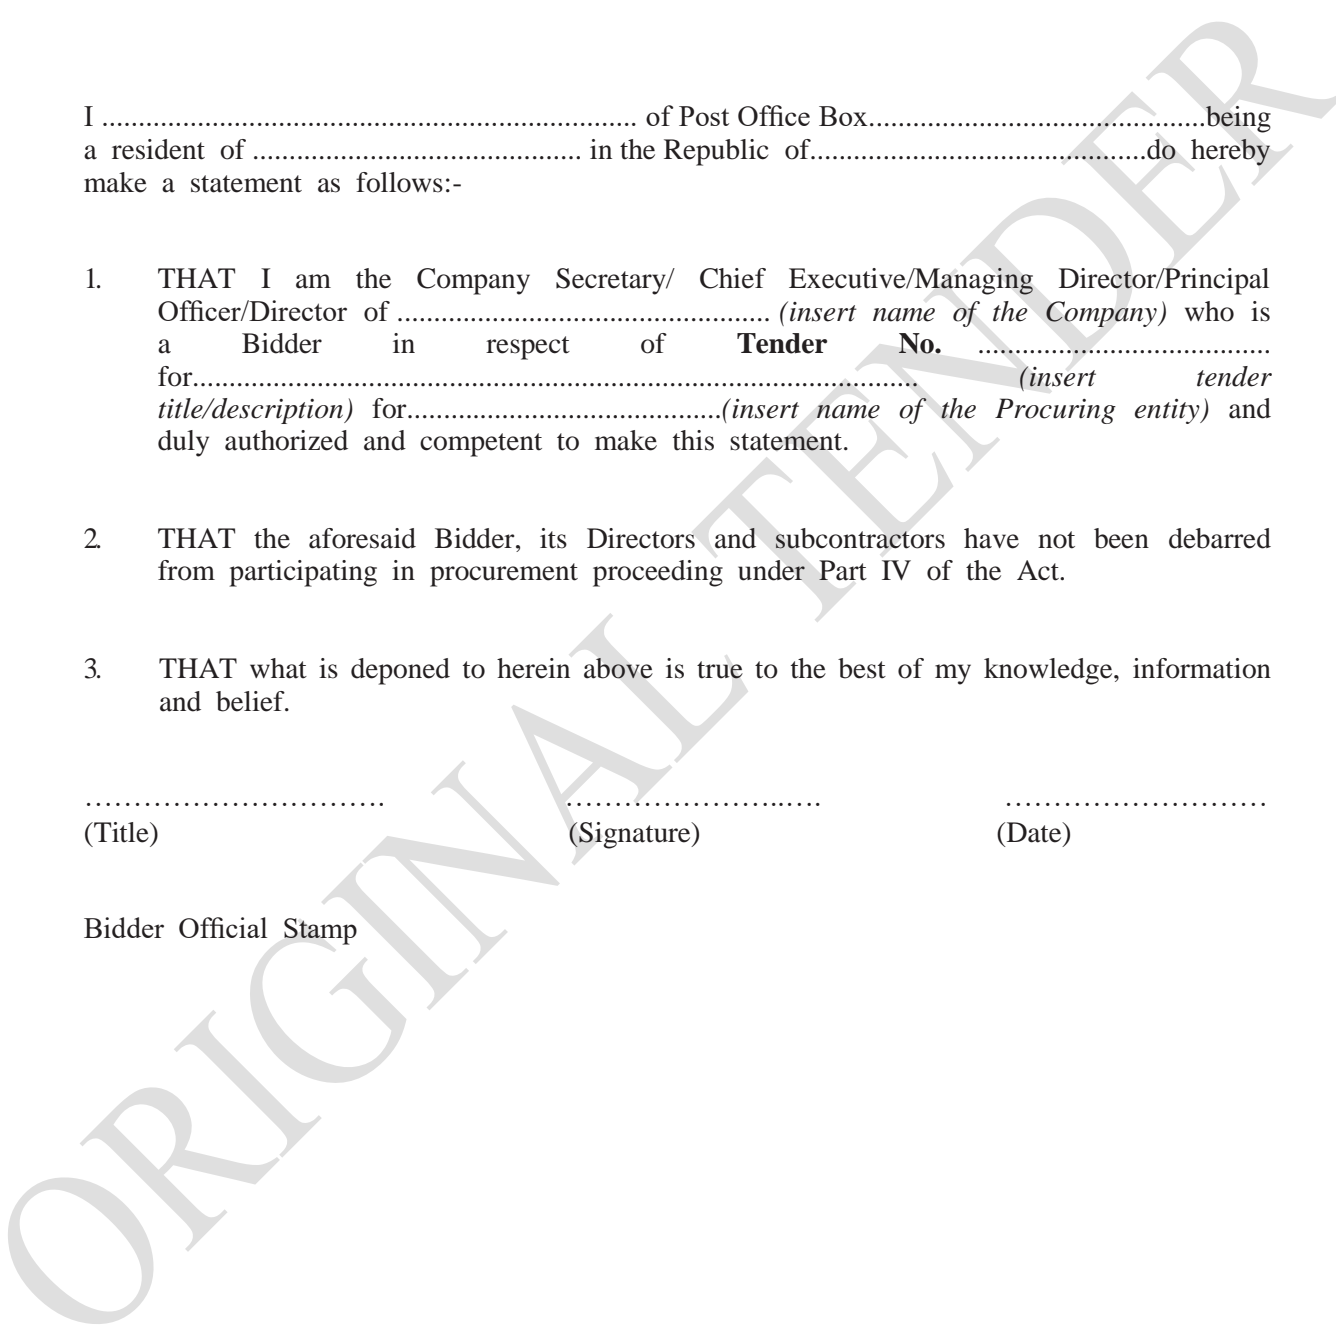 I ......................................................................... of Post Office Box..............................................being
a resident of ............................................. in the Republic of..............................................do hereby
make a statement as follows:-
1. THAT I am the Company Secretary/ Chief Executive/Managing Director/Principal
Officer/Director of ................................................... (insert name of the Company) who is
a Bidder in respect of Tender No. ........................................
for................................................................................................... (insert tender
title/description) for...........................................(insert name of the Procuring entity) and
duly authorized and competent to make this statement.
2. THAT the aforesaid Bidder, its Directors and subcontractors have not been debarred
from participating in procurement proceeding under Part IV of the Act.
3. THAT what is deponed to herein above is true to the best of my knowledge, information
and belief.
…………………………. …………………..…. ………………………
(Title) (Signature) (Date)
Bidder Official Stamp
ORIGINAL TENDER